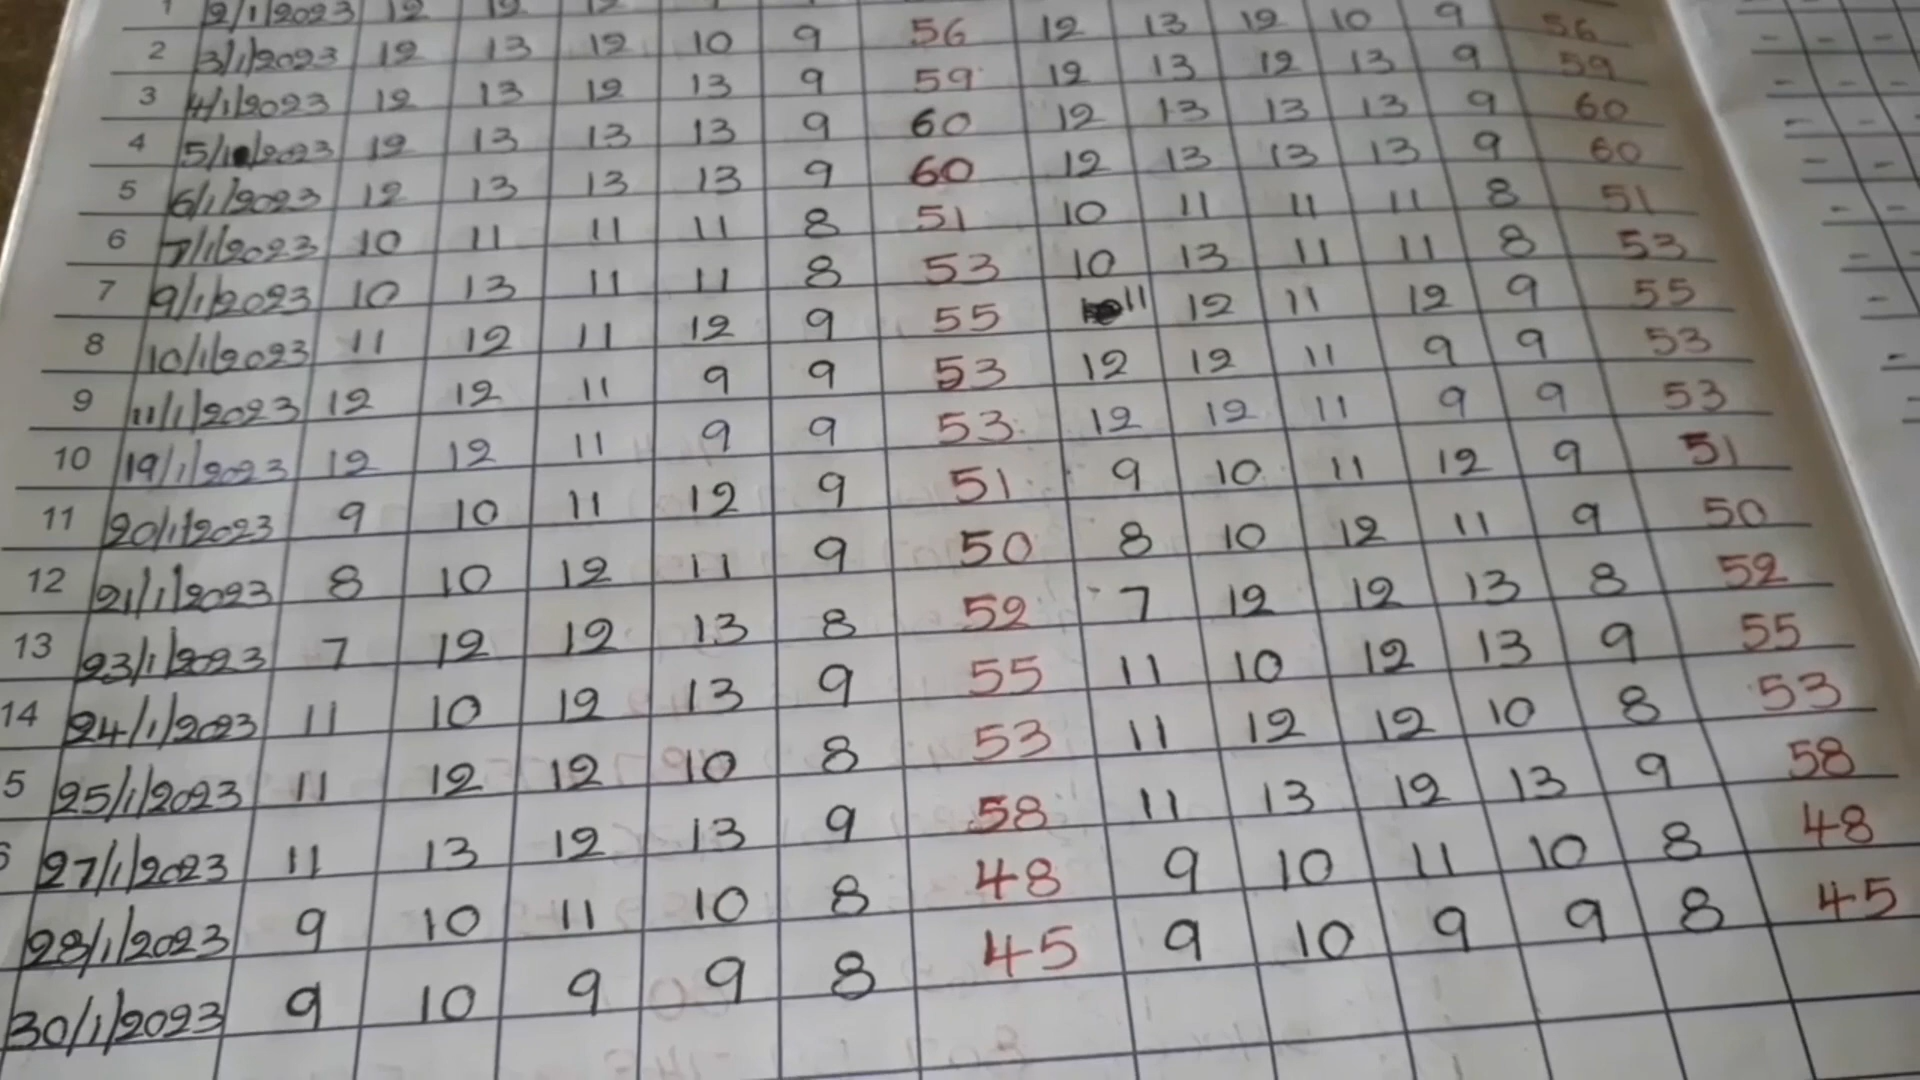 1 2/1/2023 12 12 12
2 3/1/2023 12 13 12 10 9 56 12 13 12 10 9 56
3 4/1/2023 12 13 12 13 9 59 12 13 12 13 9 59
4 5/1/2023 12 13 13 13 9 60 12 13 13 13 9 60
5 6/1/2023 12 13 13 13 9 60 12 13 13 13 9 60
6 7/1/2023 10 11 11 11 8 51 10 11 11 11 8 51
7 9/1/2023 10 13 11 11 8 53 10 13 11 11 8 53
8 10/1/2023 11 12 11 12 9 55 11 12 11 12 9 55
9 11/1/2023 12 12 11 9 9 53 12 12 11 9 9 53
10 19/1/2023 12 12 11 9 9 53 12 12 11 9 9 53
11 20/1/2023 9 10 11 12 9 51 9 10 11 12 9 51
12 21/1/2023 8 10 12 11 9 50 8 10 12 11 9 50
13 23/1/2023 7 12 12 13 8 52 7 12 12 13 8 52
14 24/1/2023 11 10 12 13 9 55 11 10 12 13 9 55
5 25/1/2023 11 12 12 10 8 53 11 12 12 10 8 53
6 27/1/2023 11 13 12 13 9 58 11 13 12 13 9 58
28/1/2023 9 10 11 10 8 48 9 10 11 10 8 48
30/1/2023 9 10 9 9 8 45 9 10 9 9 8 45